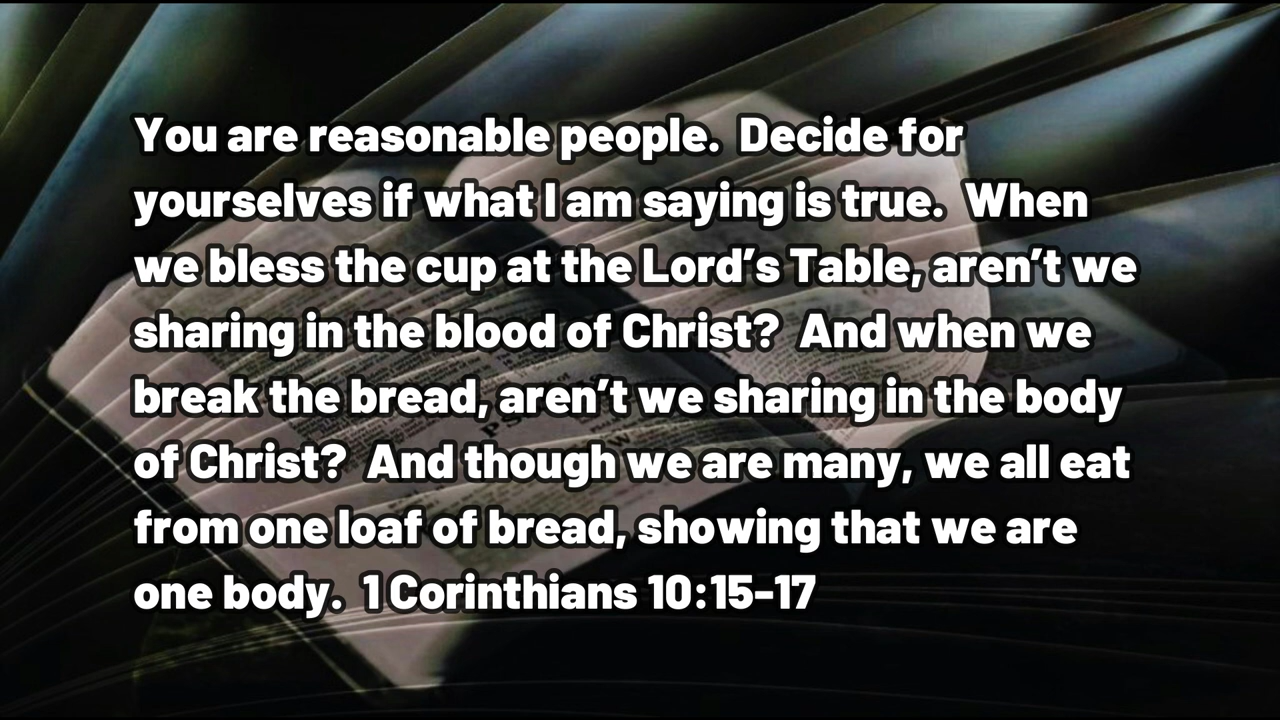 You are reasonable people.  Decide for
yourselves if what I am saying is true.  When
we bless the cup at the Lord’s Table, aren’t we
sharing in the blood of Christ?  And when we
break the bread, aren’t we sharing in the body
of Christ?  And though we are many, we all eat
from one loaf of bread, showing that we are
one body.  1 Corinthians 10:15-17